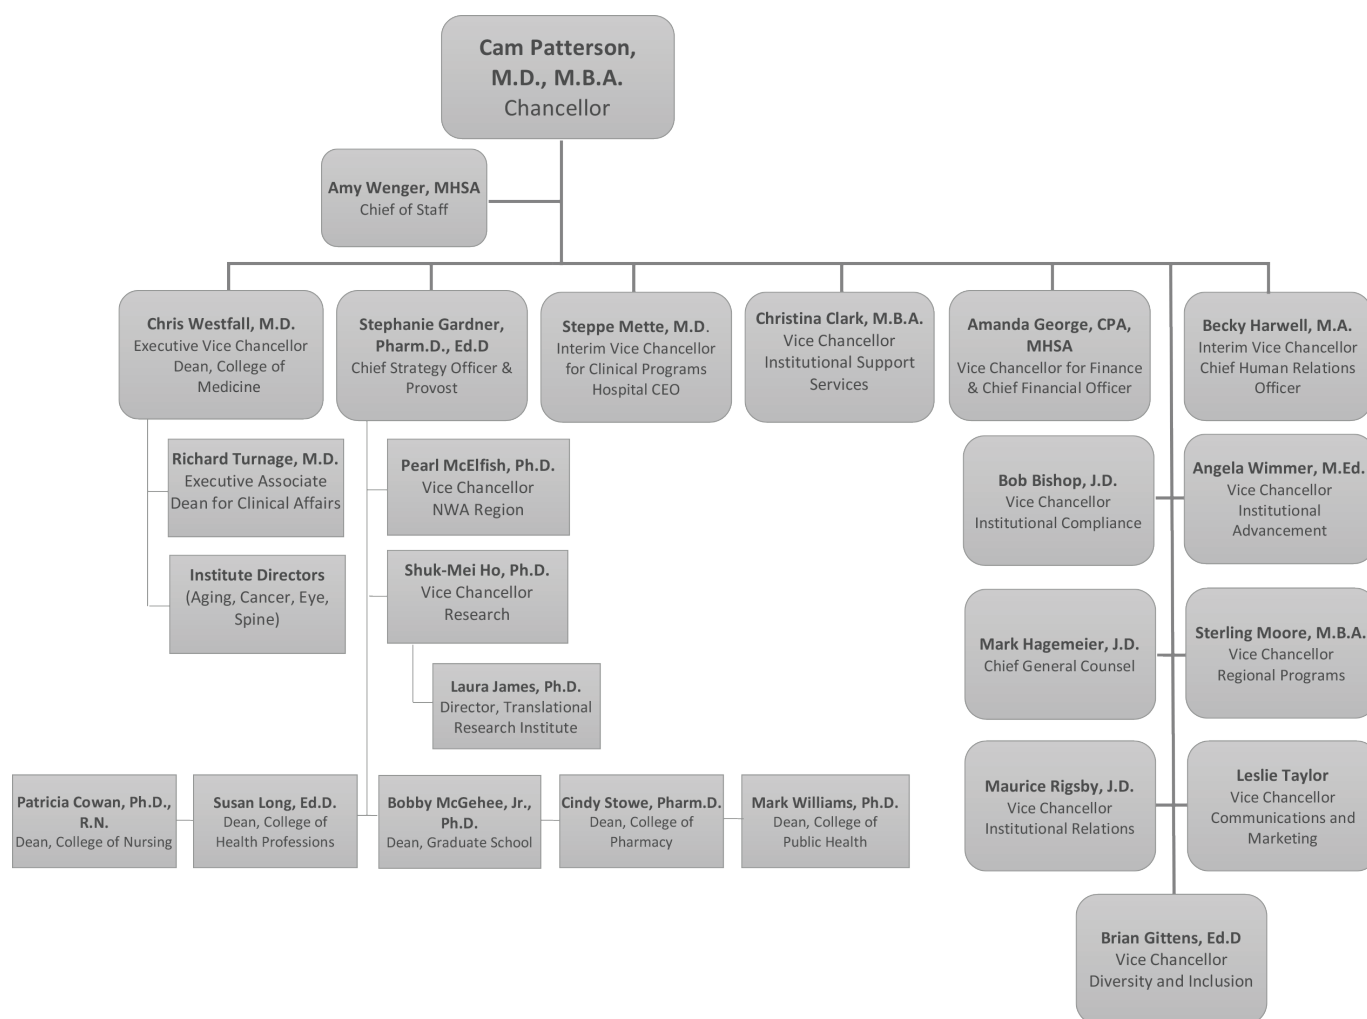 Cam Patterson,
M.D., M.B.A.
Chancellor
Amy Wenger, MHSA
Chief of Staff
Chris Westfall, M.D.
Executive Vice Chancellor
Dean, College of
Medicine
Stephanie Gardner,
Pharm.D., Ed.D
Chief Strategy Officer &
Provost
Steppe Mette, M.D.
Interim Vice Chancellor
for Clinical Programs
Hospital CEO
Christina Clark, M.B.A.
Vice Chancellor
Institutional Support
Services
Amanda George, CPA,
MHSA
Vice Chancellor for Finance
& Chief Financial Officer
Becky Harwell, M.A.
Interim Vice Chancellor
Chief Human Relations
Officer
Richard Turnage, M.D.
Executive Associate
Dean for Clinical Affairs
Institute Directors
(Aging, Cancer, Eye,
Spine)
Pearl McElfish, Ph.D.
Vice Chancellor
NWA Region
Shuk-Mei Ho, Ph.D.
Vice Chancellor
Research
Laura James, Ph.D.
Director, Translational
Research Institute
Patricia Cowan, Ph.D.,
R.N.
Dean, College of Nursing
Susan Long, Ed.D.
Dean, College of
Health Professions
Bobby McGehee, Jr.,
Ph.D.
Dean, Graduate School
Cindy Stowe, Pharm.D.
Dean, College of
Pharmacy
Mark Williams, Ph.D.
Dean, College of
Public Health
Bob Bishop, J.D.
Vice Chancellor
Institutional Compliance
Angela Wimmer, M.Ed.
Vice Chancellor
Institutional
Advancement
Mark Hagemeier, J.D.
Chief General Counsel
Sterling Moore, M.B.A.
Vice Chancellor
Regional Programs
Maurice Rigsby, J.D.
Vice Chancellor
Institutional Relations
Leslie Taylor
Vice Chancellor
Communications and
Marketing
Brian Gittens, Ed.D
Vice Chancellor
Diversity and Inclusion